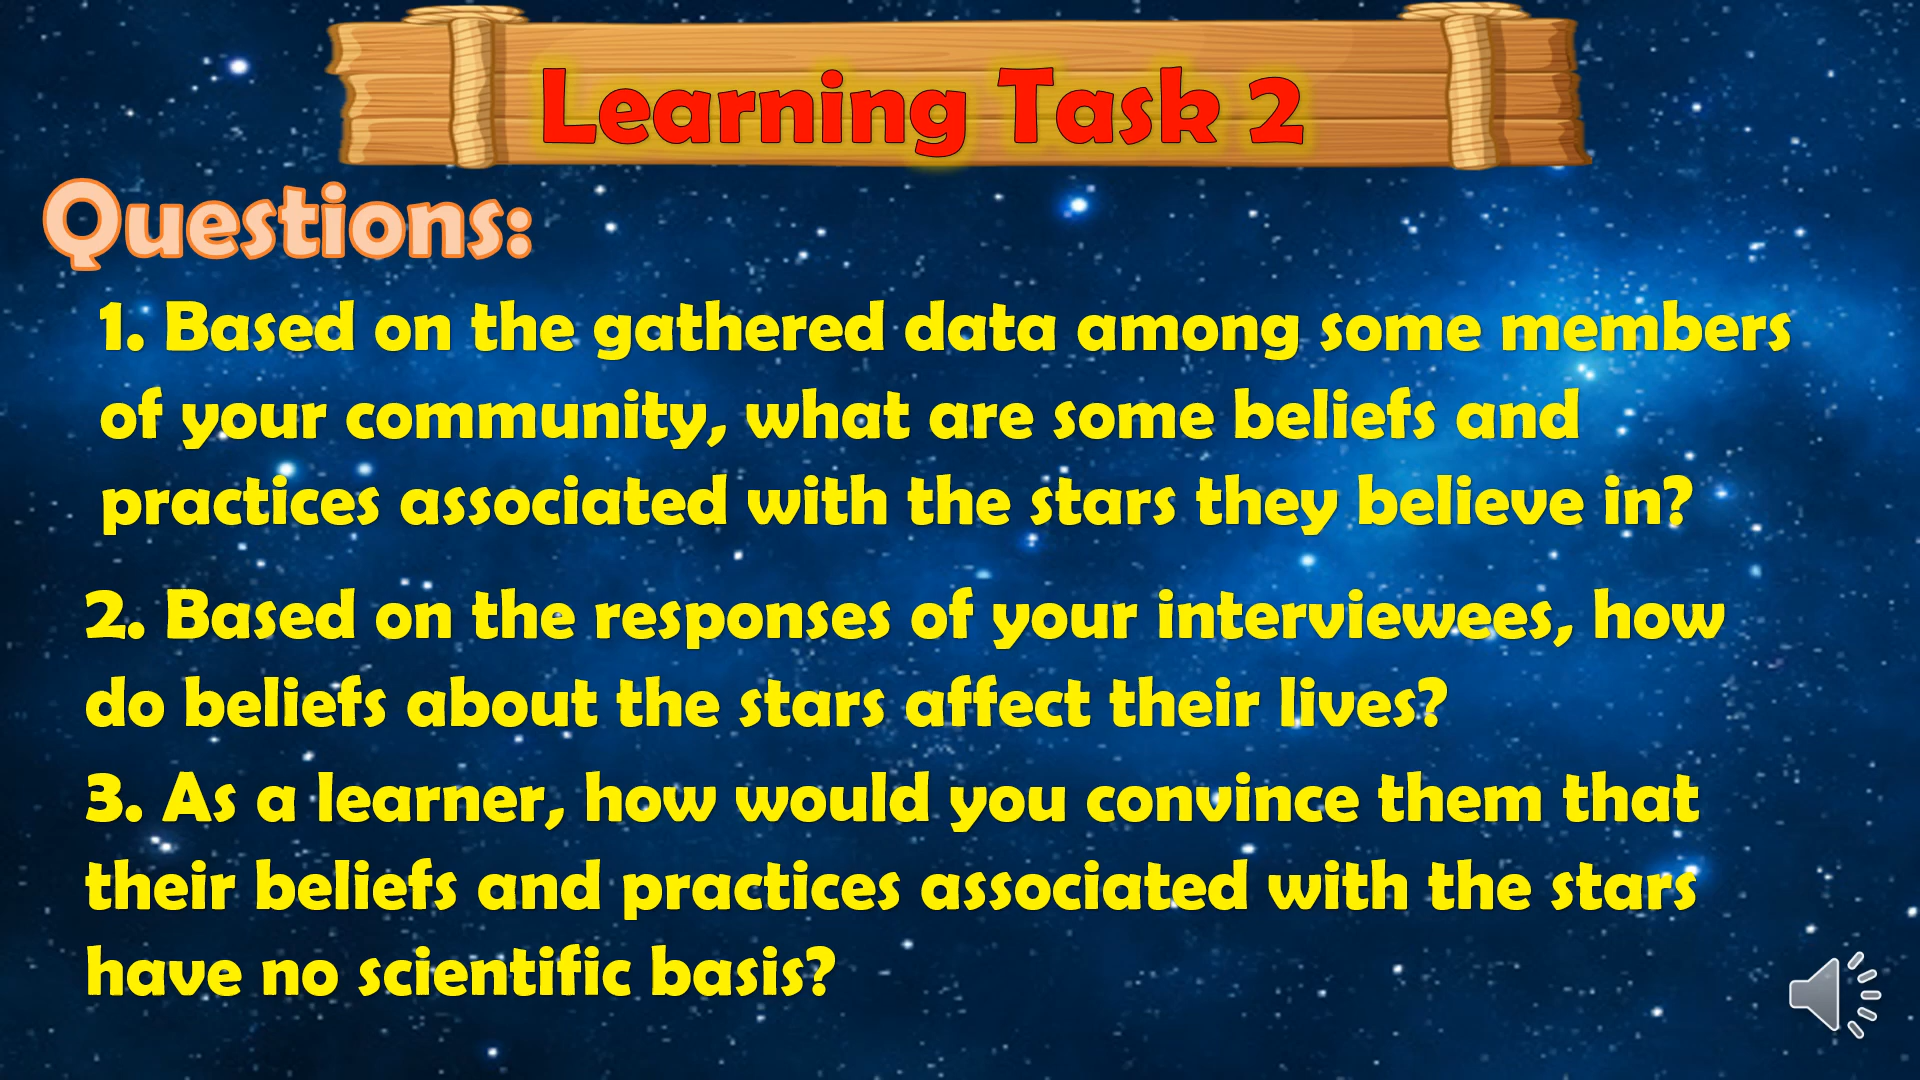 Learning Task 2
Questions:
1. Based on the gathered data among some members
of your community, what are some beliefs and
practices associated with the stars they believe in?
2. Based on the responses of your interviewees, how
do beliefs about the stars affect their lives?
3. As a learner, how would you convince them that
their beliefs and practices associated with the stars
have no scientific basis?